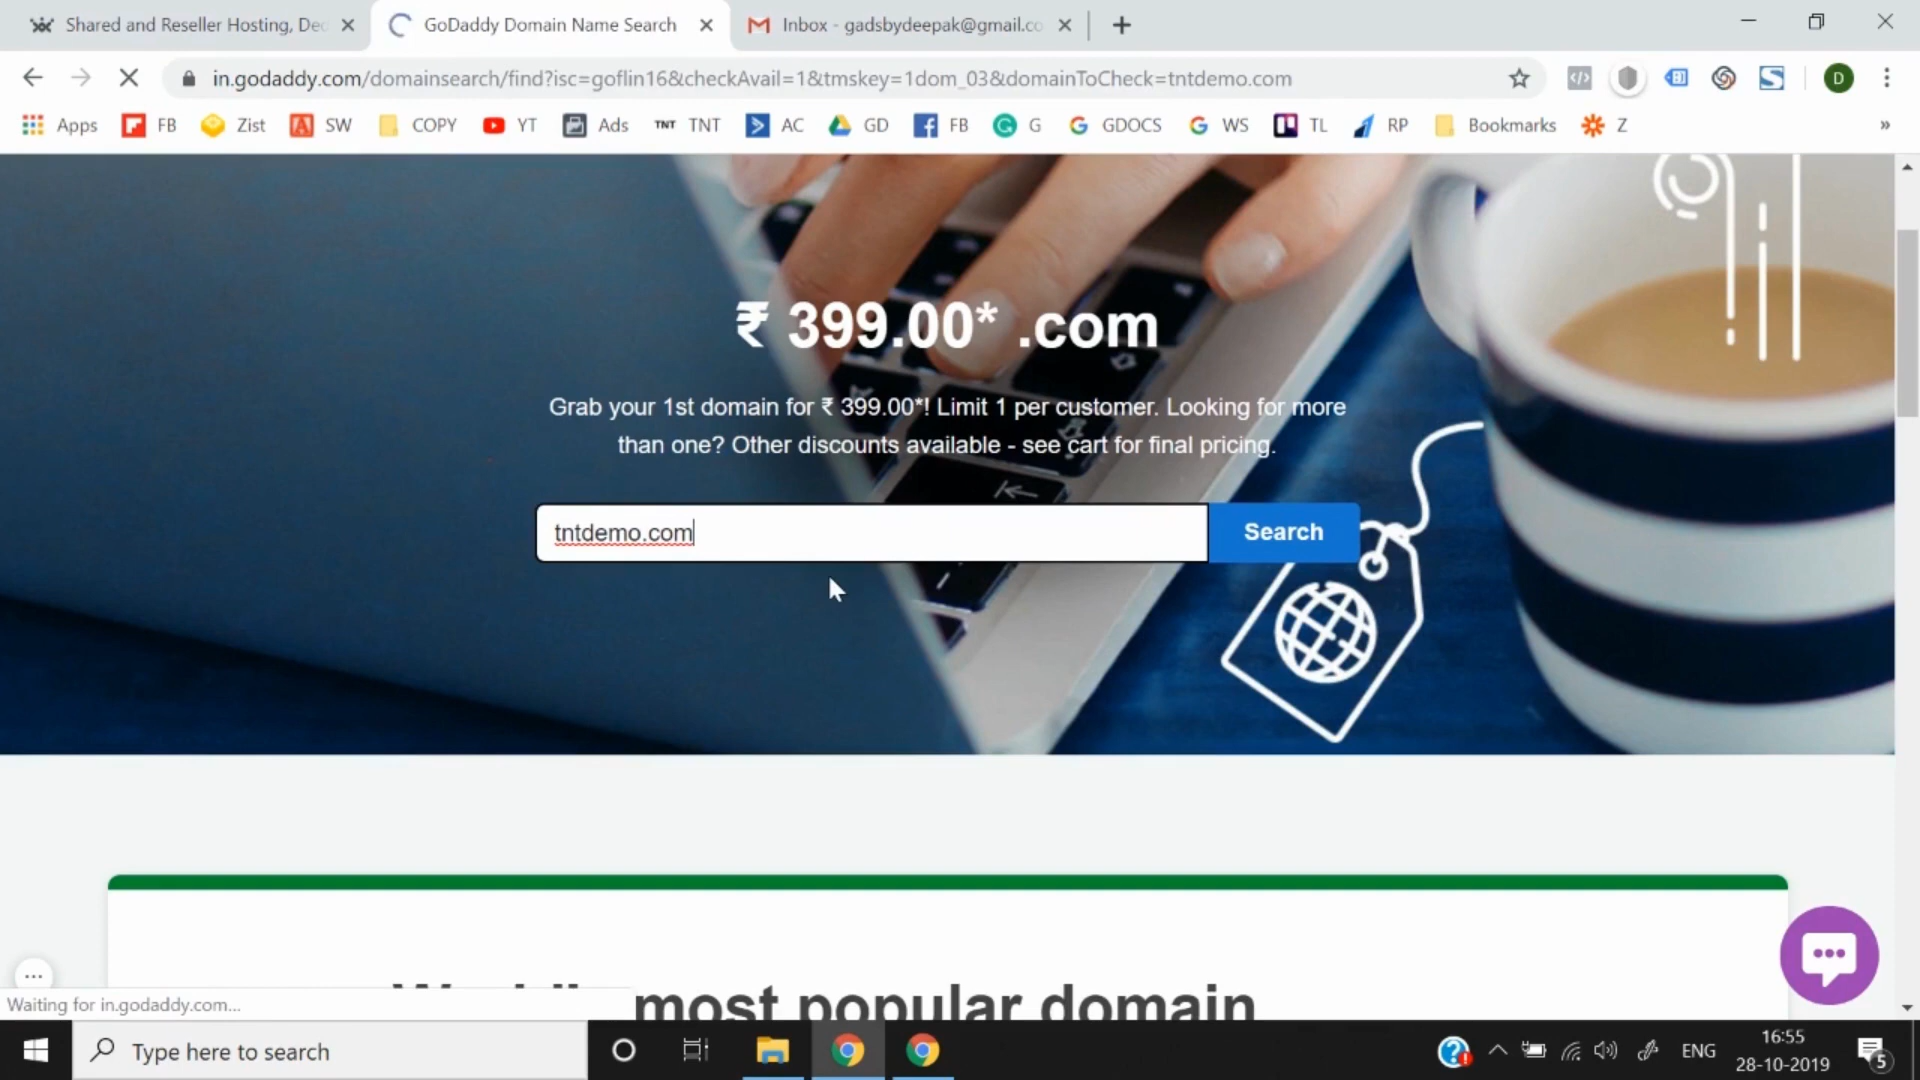 Shared and Reseller Hosting, Dec
GoDaddy Domain Name Search
Inbox - gadsbydeepak@gmail.co
in.godaddy.com/domainsearch/find?isc=goflin16&checkAvail=1&tmskey=1dom_03&domainToCheck=tntdemo.com
D
Apps FB Zist SW COPY YT Ads TNT TNT AC GD FB G GDOCS WS TL RP Bookmarks Z »
₹ 399.00* .com
Grab your 1st domain for ₹ 399.00*! Limit 1 per customer. Looking for more
than one? Other discounts available - see cart for final pricing.
tntdemo.com
Search
most popular domain
Waiting for in.godaddy.com...
Type here to search
ENG
16:55
28-10-2019
5